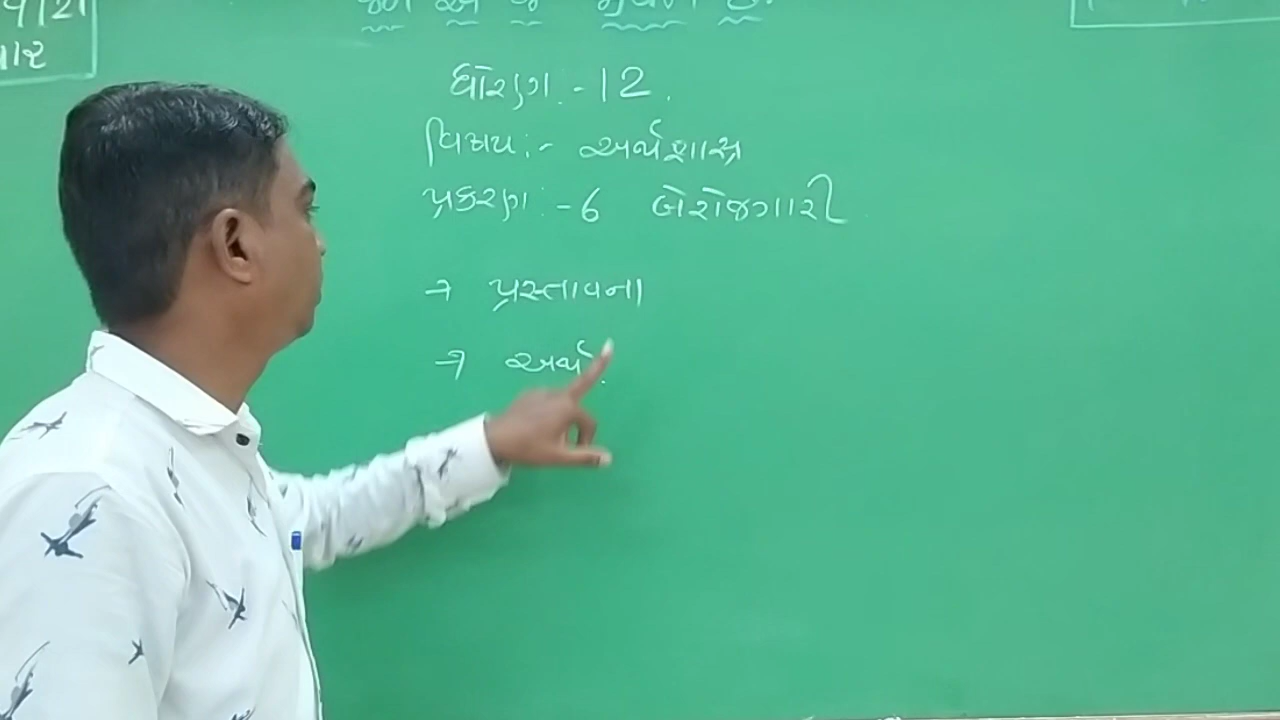 ધોરણ :- 12.
વિષય :- અર્થશાસ્ત્ર
પ્રકરણ :- 6 બેરોજગારી
→ પ્રસ્તાવના
→ અર્થ.